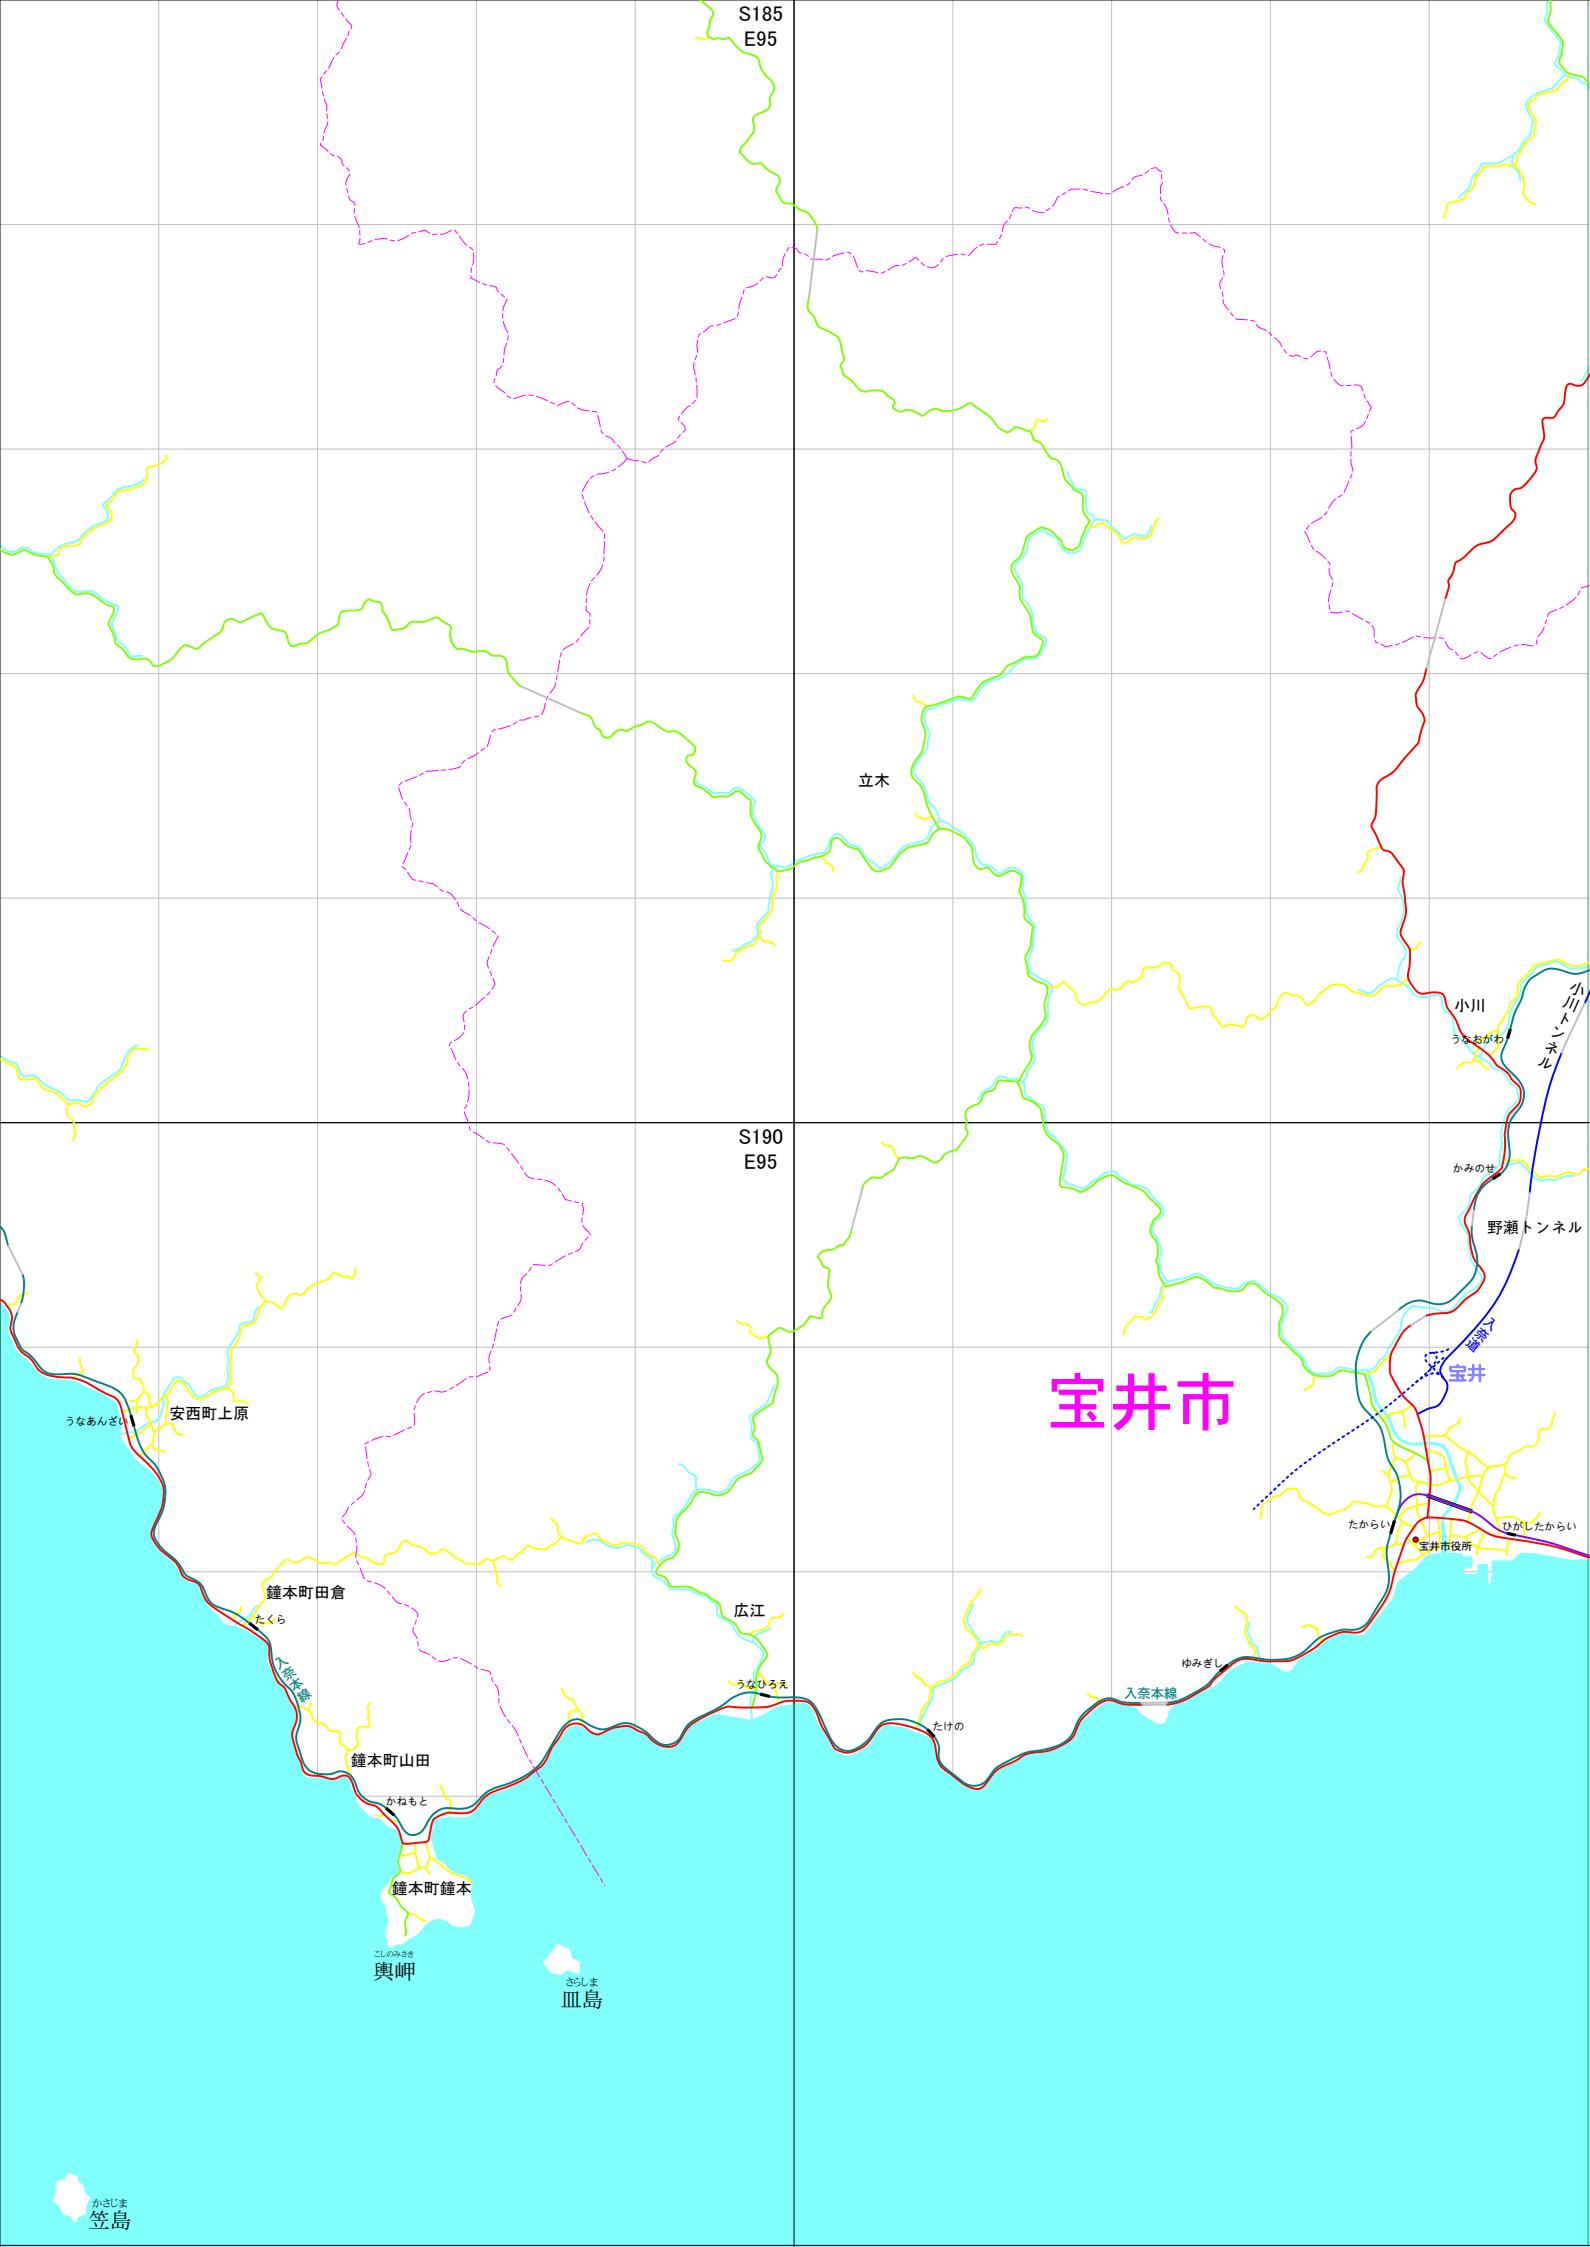 S185
E95
立木
小川
うなおがわ
小川トンネル
S190
E95
かみのせ
野瀬トンネル
入奈道
宝井
宝井市
うなあんざい
安西町上原
たからい
ひがしたからい
宝井市役所
鐘本町田倉
たくら
広江
入奈本線
うなひろえ
ゆみぎし
入奈本線
たけの
鐘本町山田
かねもと
鐘本町鐘本
こしのみさき
輿岬
さらしま
皿島
かさじま
笠島